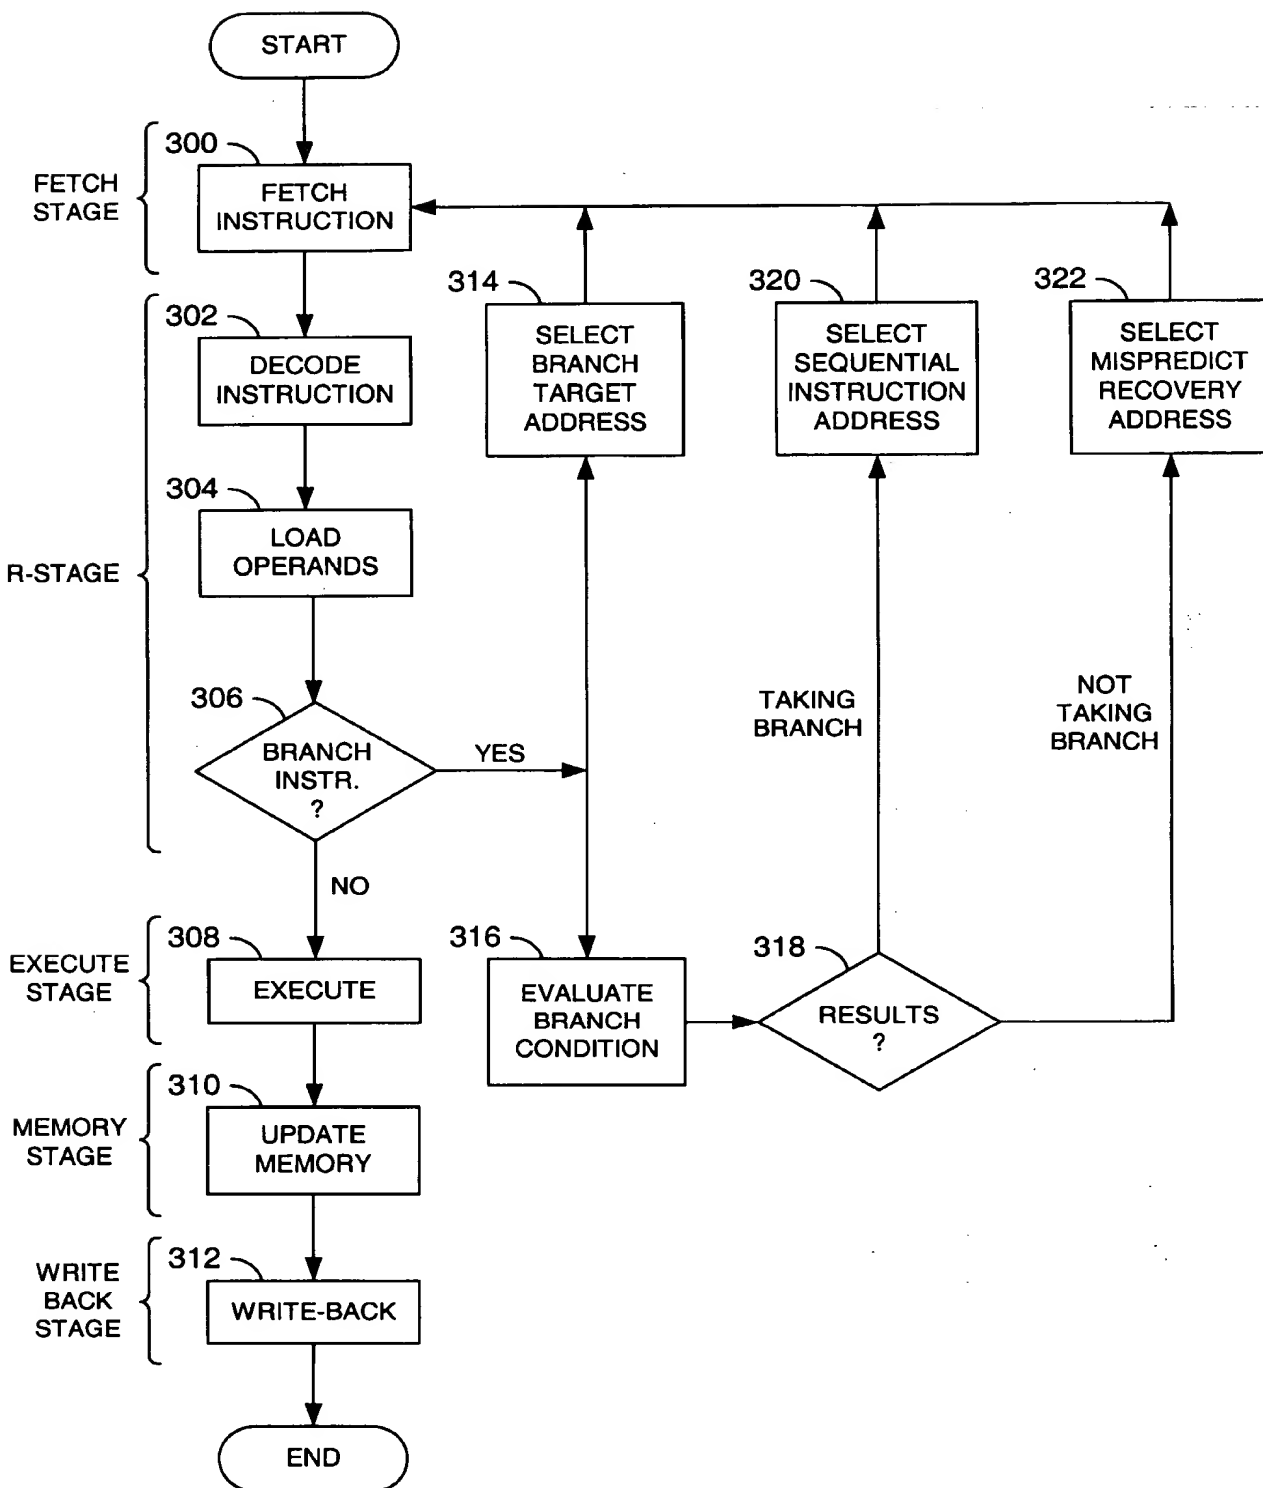 START
300
FETCH
INSTRUCTION
FETCH
STAGE
302
DECODE
INSTRUCTION
304
LOAD
OPERANDS
R-STAGE
306
BRANCH
INSTR.
?
YES
NO
314
SELECT
BRANCH
TARGET
ADDRESS
320
SELECT
SEQUENTIAL
INSTRUCTION
ADDRESS
322
SELECT
MISPREDICT
RECOVERY
ADDRESS
TAKING
BRANCH
NOT
TAKING
BRANCH
EXECUTE
STAGE
308
EXECUTE
316
EVALUATE
BRANCH
CONDITION
318
RESULTS
?
MEMORY
STAGE
310
UPDATE
MEMORY
WRITE
BACK
STAGE
312
WRITE-BACK
END